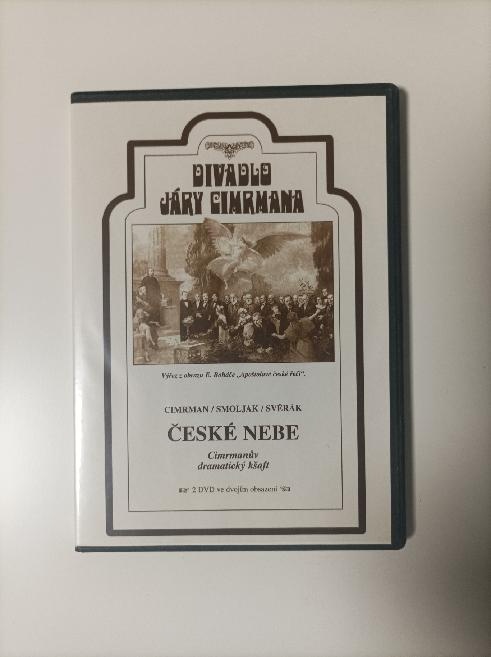 DIVADLO
JÁRY CIMRMANA
Výřez z obrazu E. Boháče „Apoštolové české řeči".
CIMRMAN / SMOLJAK / SVĚRÁK
ČESKÉ NEBE
Cimrmanův
dramatický kšaft
2 DVD ve dvojím obsazení